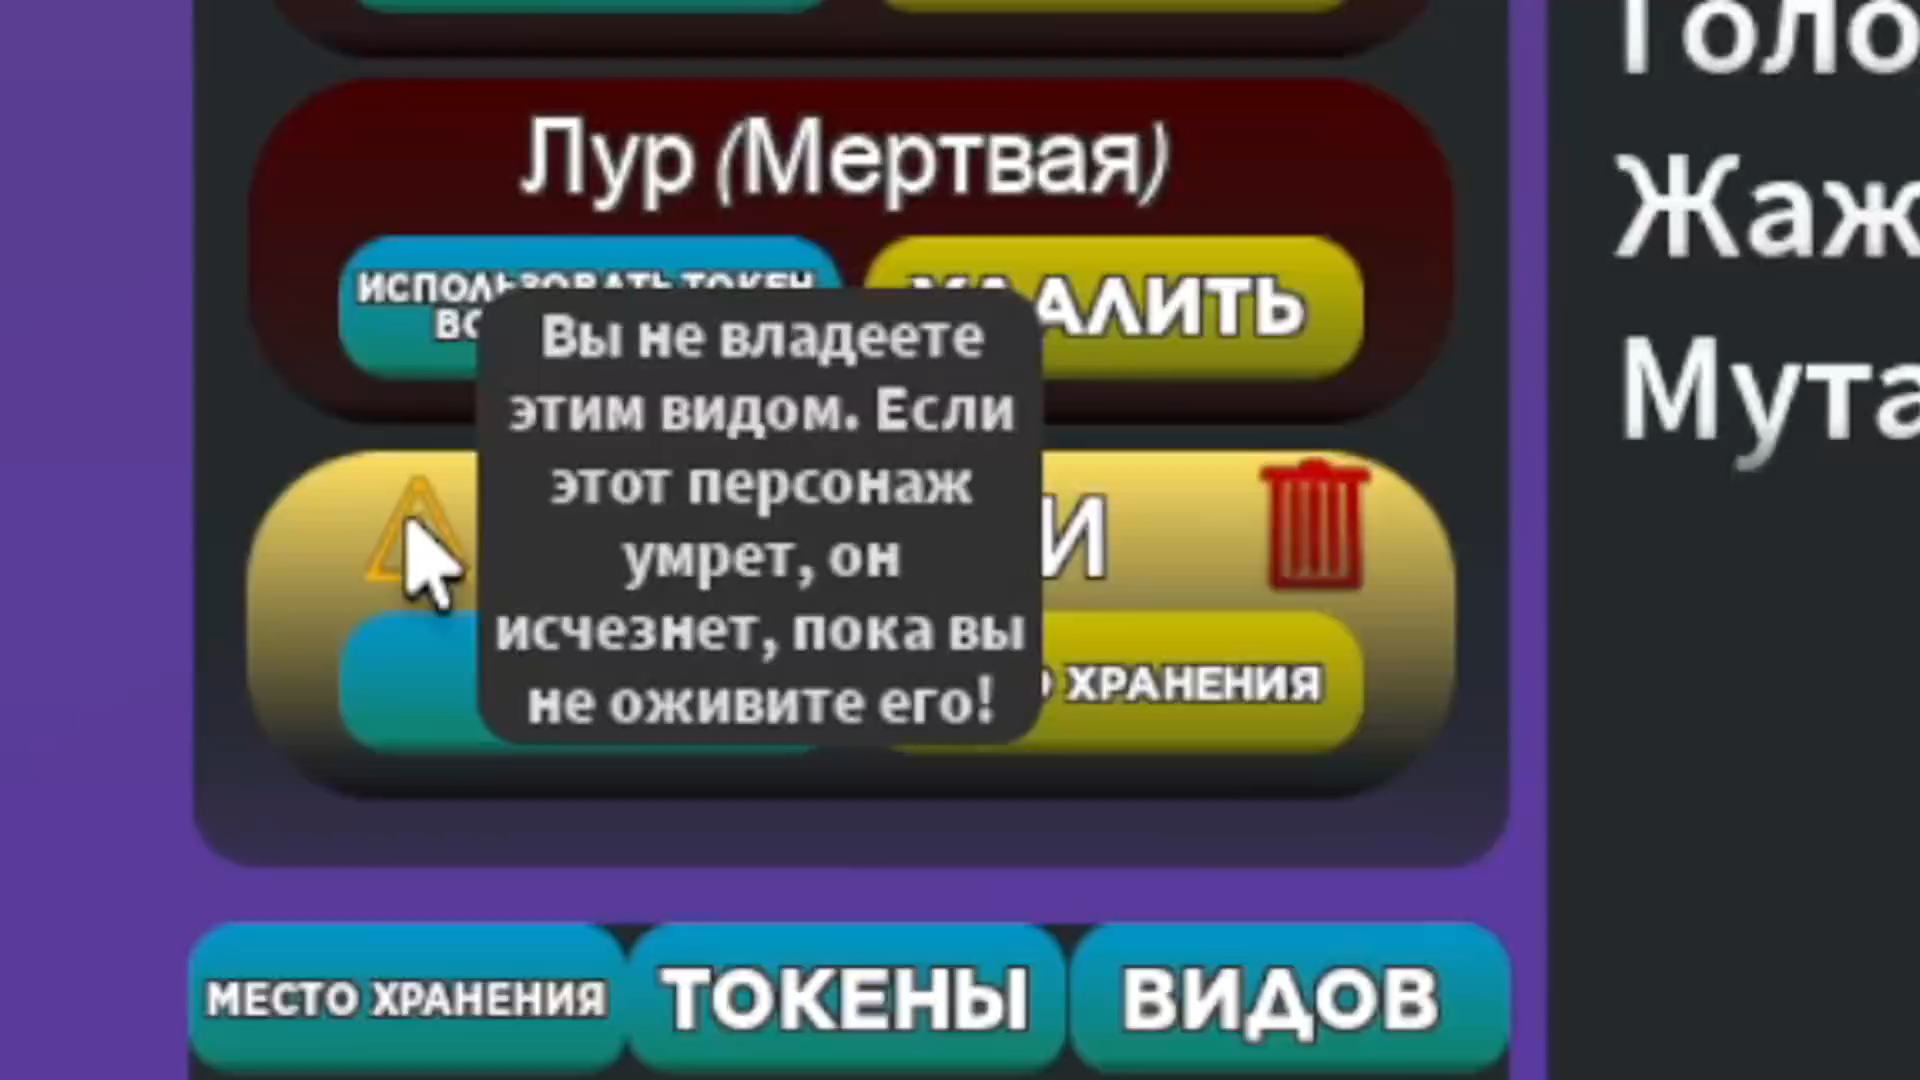 Голо
Жаж
Мута
Лур (Мертвая)
ИСПОЛЬЗОВАТЬ ТОКЕН
АЛИТЬ
Вы не владеете
этим видом. Если
этот персонаж
умрет, он
исчезнет, пока вы
не оживите его!
И
ХРАНЕНИЯ
МЕСТО ХРАНЕНИЯ
ТОКЕНЫ
ВИДОВ